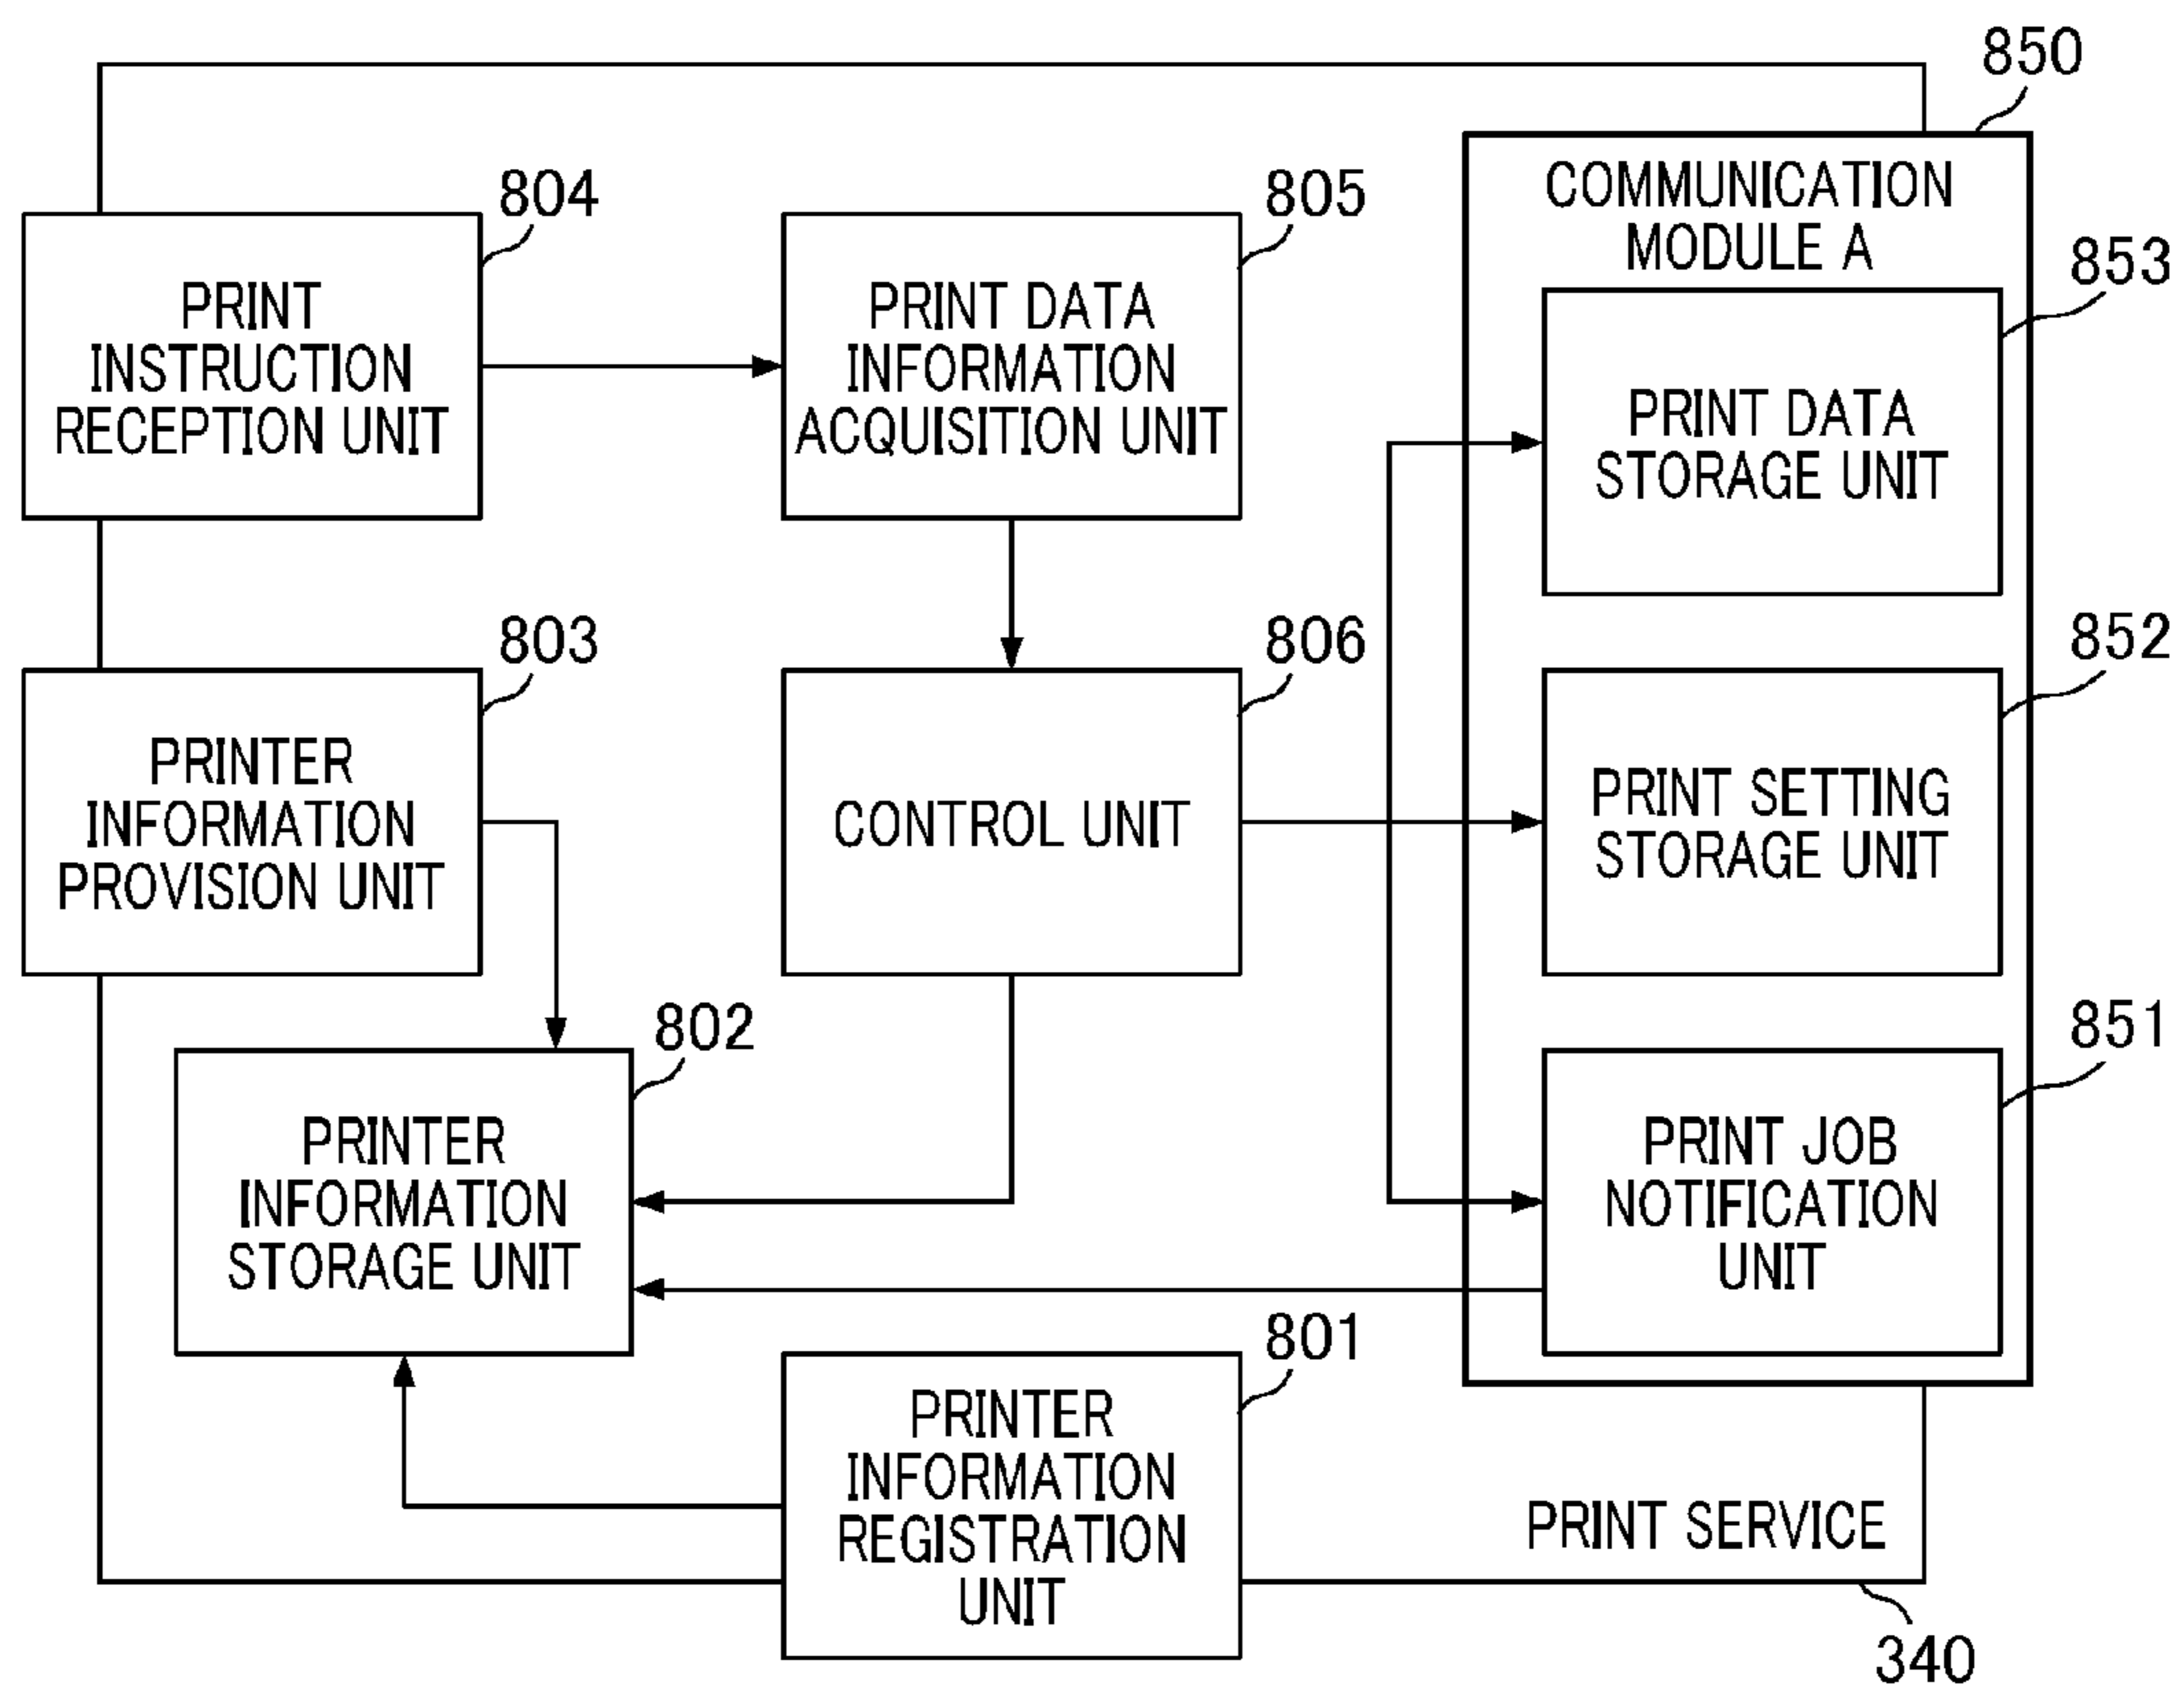 850
COMMUNICATION
MODULE A
804
PRINT
INSTRUCTION
RECEPTION UNIT
805
PRINT DATA
INFORMATION
ACQUISITION UNIT
853
PRINT DATA
STORAGE UNIT
803
PRINTER
INFORMATION
PROVISION UNIT
806
CONTROL UNIT
852
PRINT SETTING
STORAGE UNIT
802
PRINTER
INFORMATION
STORAGE UNIT
851
PRINT JOB
NOTIFICATION
UNIT
801
PRINTER
INFORMATION
REGISTRATION
UNIT
PRINT SERVICE
340